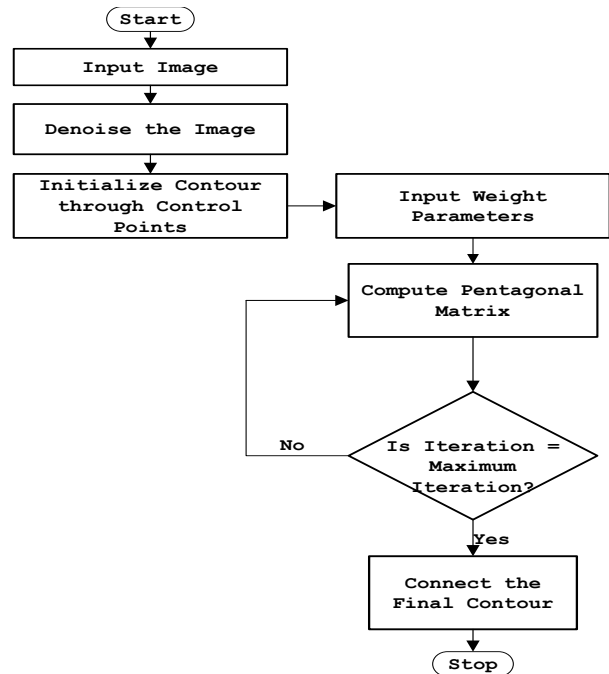 Start
Input Image
Denoise the Image
Initialize Contour
through Control
Points
Input Weight
Parameters
Compute Pentagonal
Matrix
Is Iteration =
Maximum
Iteration?
No
Yes
Connect the
Final Contour
Stop